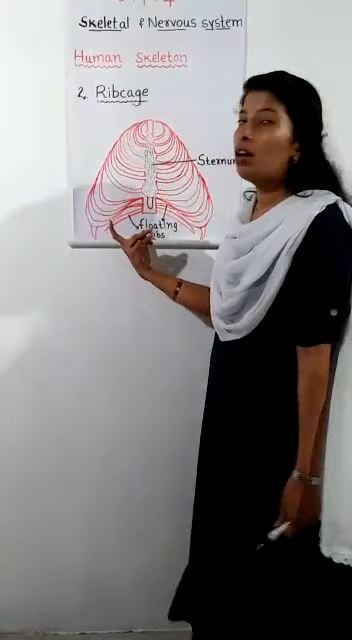 Skeletal & Nervous system
Human Skeleton
2. Ribcage
Sternum
floating
ribs